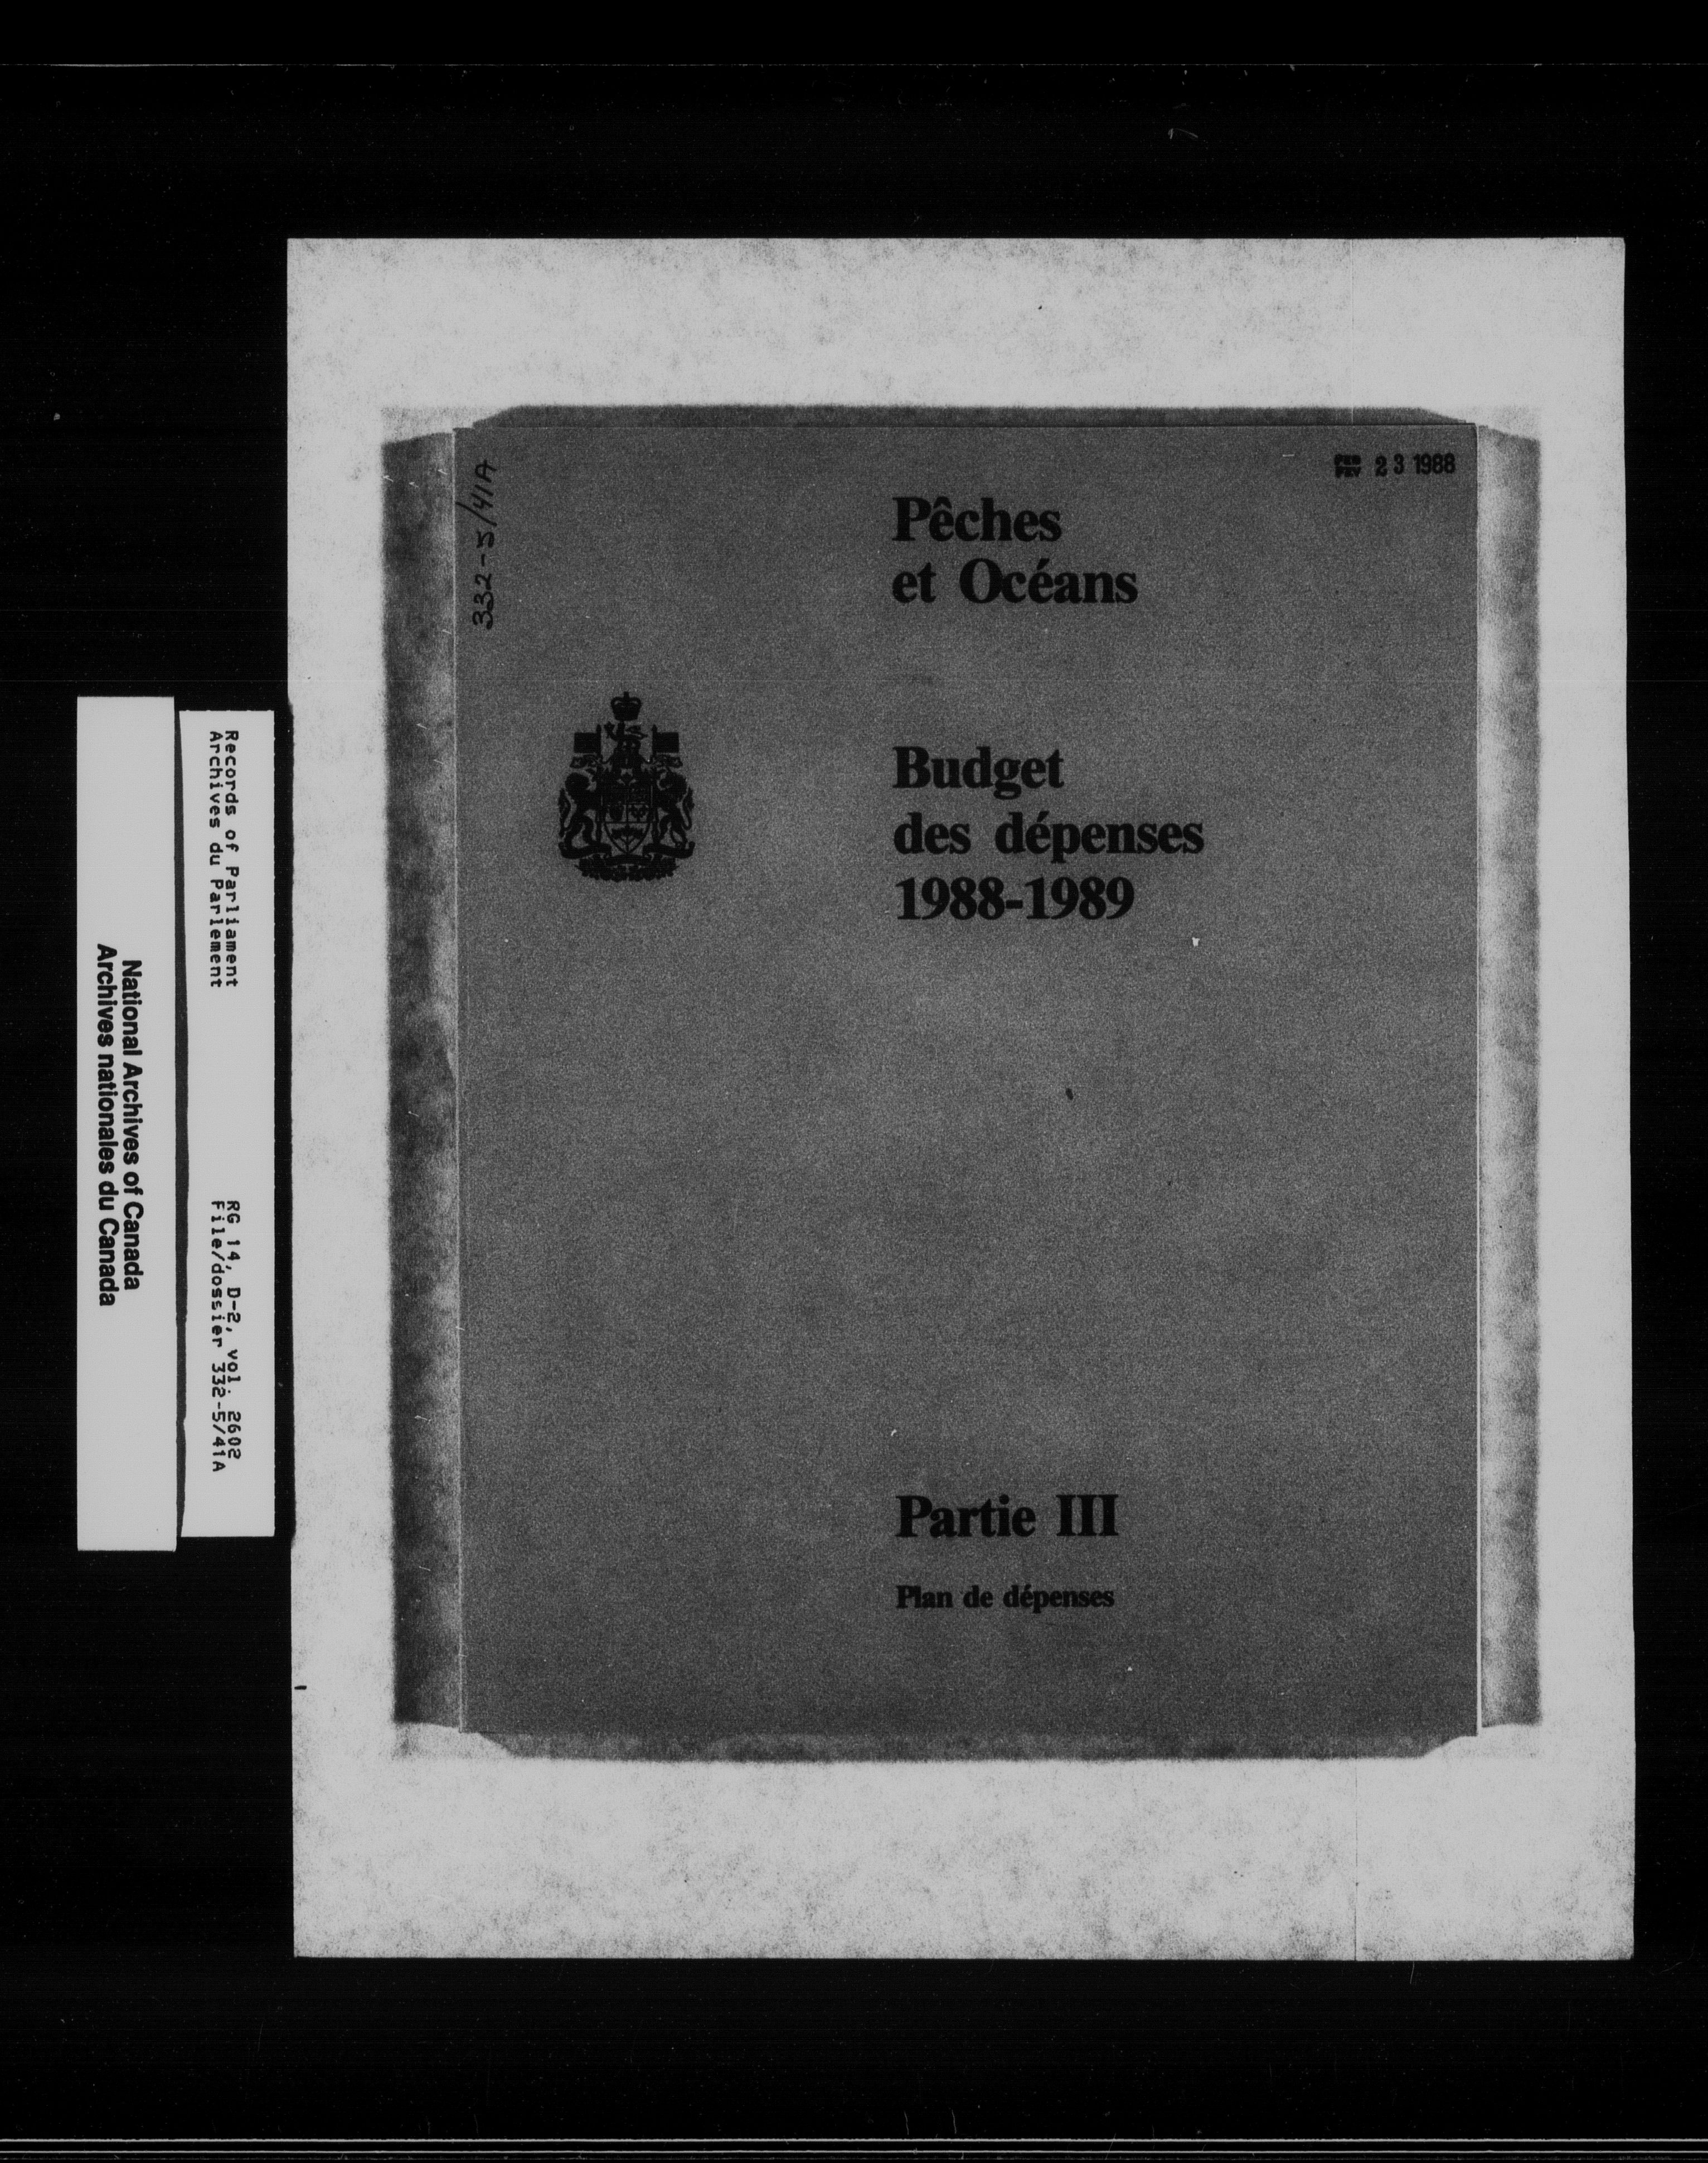 332-5/41A
FEB
FEV 23 1988
Pêches
et Océans
Budget
des dépenses
1988-1989
Partie III
Plan de dépenses
Records of Parliament
Archives du Parlement
RG 14, D-2, vol. 2602
File/dossier 332-5/41A
National Archives of Canada
Archives nationales du Canada